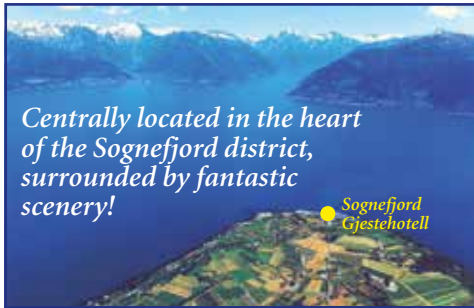 Centrally located in the heart
of the Sognefjord district,
surrounded by fantastic
scenery!
Sognefjord
Gjestehotell